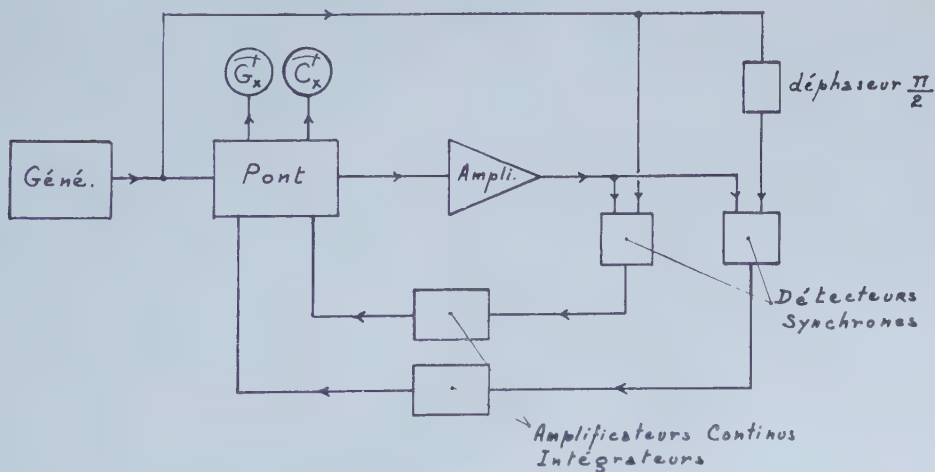 G⁺ₓ
C⁺ₓ
déphaseur π/2
Géné.
Pont
Ampli.
Détecteurs
Synchrones
Amplificateurs Continus
Intégrateurs